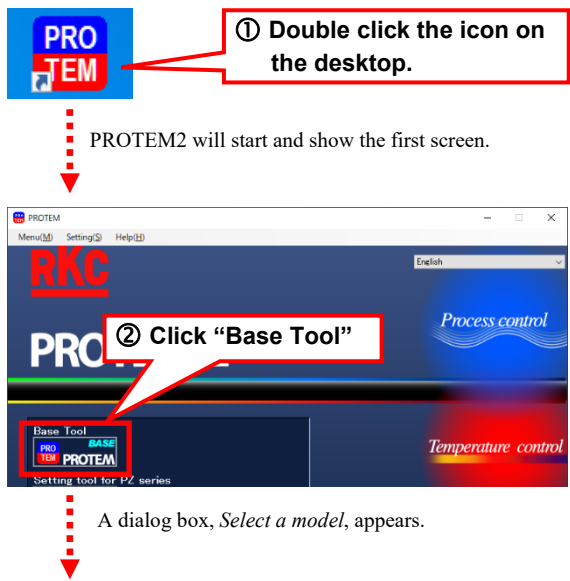 PRO
TEM
① Double click the icon on
the desktop.
PROTEM2 will start and show the first screen.
PROTEM
Menu(M) Setting(S) Help(H)
RKC
English
Process control
PRO
② Click “Base Tool”
Base Tool
PRO
TEM
BASE
PROTEM
Setting tool for PZ series
Temperature control
A dialog box, Select a model, appears.